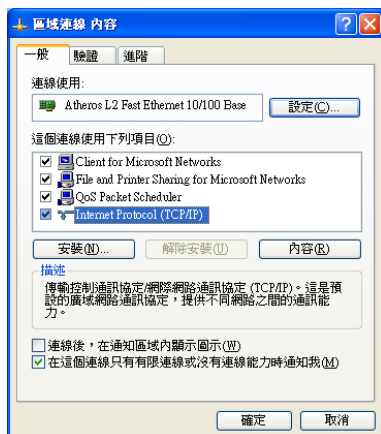 區域連線 內容
一般 驗證 進階
連線使用:
Atheros L2 Fast Ethernet 10/100 Base 設定(C)...
這個連線使用下列項目(O):
Client for Microsoft Networks
File and Printer Sharing for Microsoft Networks
QoS Packet Scheduler
Internet Protocol (TCP/IP)
安裝(N)... 解除安裝(U) 內容(R)
描述
傳輸控制通訊協定/網際網路通訊協定 (TCP/IP)。這是預
設的廣域網路通訊協定,提供不同網路之間的通訊能
力。
連線後,在通知區域內顯示圖示(W)
在這個連線只有有限連線或沒有連線能力時通知我(M)
確定 取消